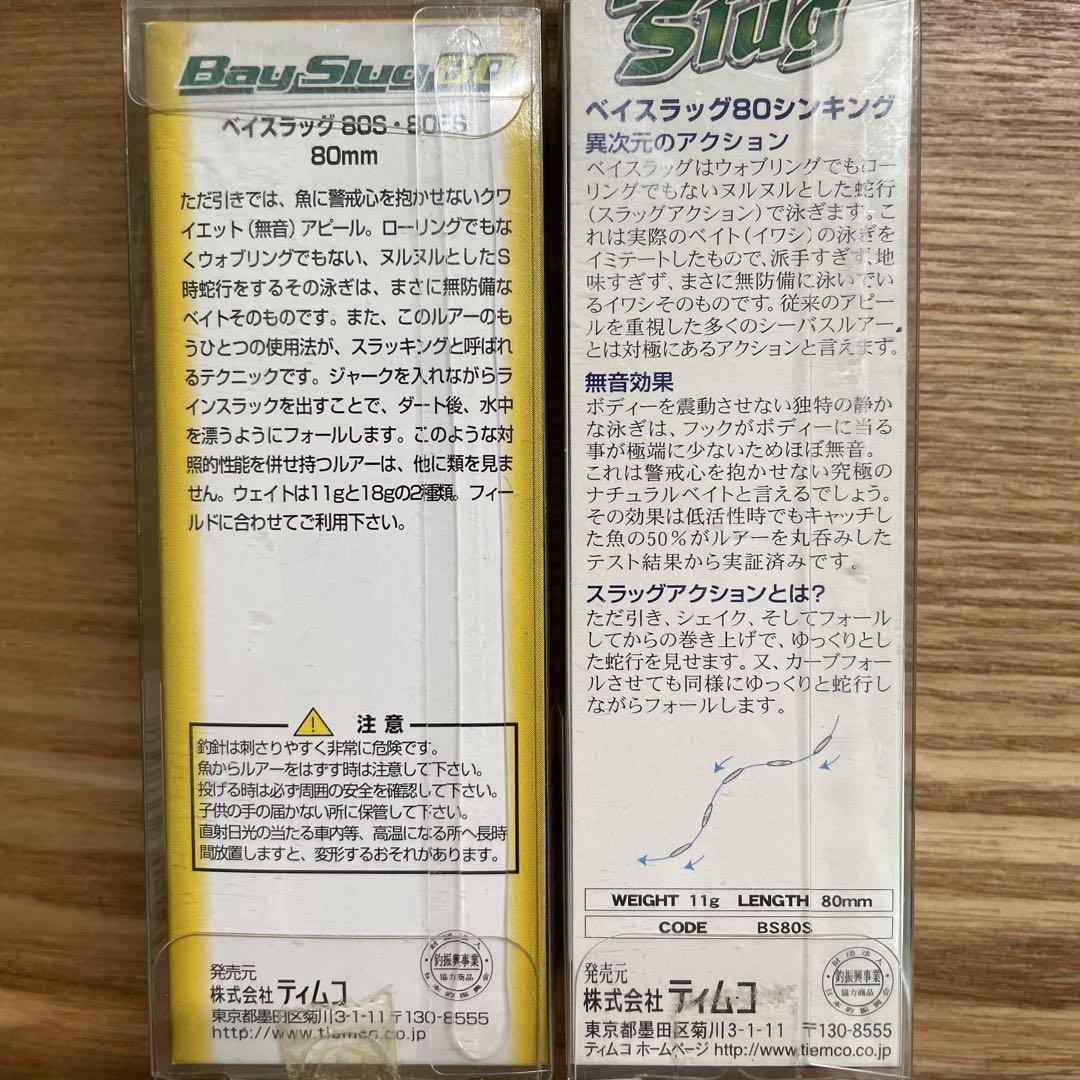 Bay Slug 80
ベイスラッグ 80S・80ES
80mm
ただ引きでは、魚に警戒心を抱かせないクワ
イエット（無音）アピール。ローリングでもな
くウォブリングでもない、ヌルヌルとしたS
時蛇行をするその泳ぎは、まさに無防備な
ベイトそのものです。また、このルアーのも
うひとつの使用法が、スラッキングと呼ばれ
るテクニックです。ジャークを入れながらラ
インスラックを出すことで、ダート後、水中
を漂うようにフォールします。このような対
照的性能を併せ持つルアーは、他に類を見ま
せん。ウェイトは11gと18gの2種類。フィー
ルドに合わせてご利用下さい。
注意
釣針は刺さりやすく非常に危険です。
魚からルアーをはずす時は注意して下さい。
投げる時は必ず周囲の安全を確認して下さい。
子供の手の届かない所に保管して下さい。
直射日光の当たる車内等、高温になる所へ長時
間放置しますと、変形するおそれがあります。
発売元
株式会社 ティムコ
東京都墨田区菊川3-1-11 〒130-8555
http://www.tiemco.co.jp
財団法人
釣振興事業
協力商品
日本釣振興会
Slug
ベイスラッグ80シンキング
異次元のアクション
ベイスラッグはウォブリングでもロー
リングでもないヌルヌルとした蛇行
（スラッグアクション）で泳ぎます。こ
れは実際のベイト（イワシ）の泳ぎを
イミテートしたもので、派手すぎず、地
味すぎず、まさに無防備に泳いでい
るイワシそのものです。従来のアピー
ルを重視した多くのシーバスルアー
とは対極にあるアクションと言えます。
無音効果
ボディーを震動させない独特の静か
な泳ぎは、フックがボディーに当る
事が極端に少ないためほぼ無音。
これは警戒心を抱かせない究極の
ナチュラルベイトと言えるでしょう。
その効果は低活性時でもキャッチし
た魚の50％がルアーを丸呑みした
テスト結果から実証済みです。
スラッグアクションとは?
ただ引き、シェイク、そしてフォール
してからの巻き上げで、ゆっくりとし
た蛇行を見せます。又、カーブフォー
ルさせても同様にゆっくりと蛇行し
ながらフォールします。
WEIGHT 11g LENGTH 80mm
CODE BS80S
発売元
株式会社 ティムコ
東京都墨田区菊川3-1-11 〒130-8555
ティムコ ホームページ http://www.tiemco.co.jp
財団法人
釣振興事業
協力商品
日本釣振興会